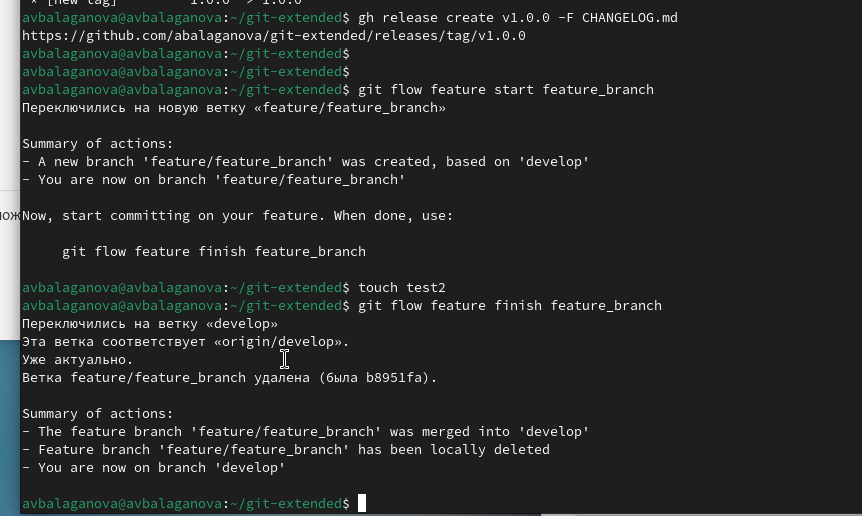 * [new tag]         1.0.0 -> 1.0.0
avbalaganova@avbalaganova:~/git-extended$ gh release create v1.0.0 -F CHANGELOG.md
https://github.com/abalaganova/git-extended/releases/tag/v1.0.0
avbalaganova@avbalaganova:~/git-extended$
avbalaganova@avbalaganova:~/git-extended$
avbalaganova@avbalaganova:~/git-extended$ git flow feature start feature_branch
Переключились на новую ветку «feature/feature_branch»
Summary of actions:
- A new branch 'feature/feature_branch' was created, based on 'develop'
- You are now on branch 'feature/feature_branch'
Now, start committing on your feature. When done, use:
git flow feature finish feature_branch
avbalaganova@avbalaganova:~/git-extended$ touch test2
avbalaganova@avbalaganova:~/git-extended$ git flow feature finish feature_branch
Переключились на ветку «develop»
Эта ветка соответствует «origin/develop».
Уже актуально.
Ветка feature/feature_branch удалена (была b8951fa).
Summary of actions:
- The feature branch 'feature/feature_branch' was merged into 'develop'
- Feature branch 'feature/feature_branch' has been locally deleted
- You are now on branch 'develop'
avbalaganova@avbalaganova:~/git-extended$